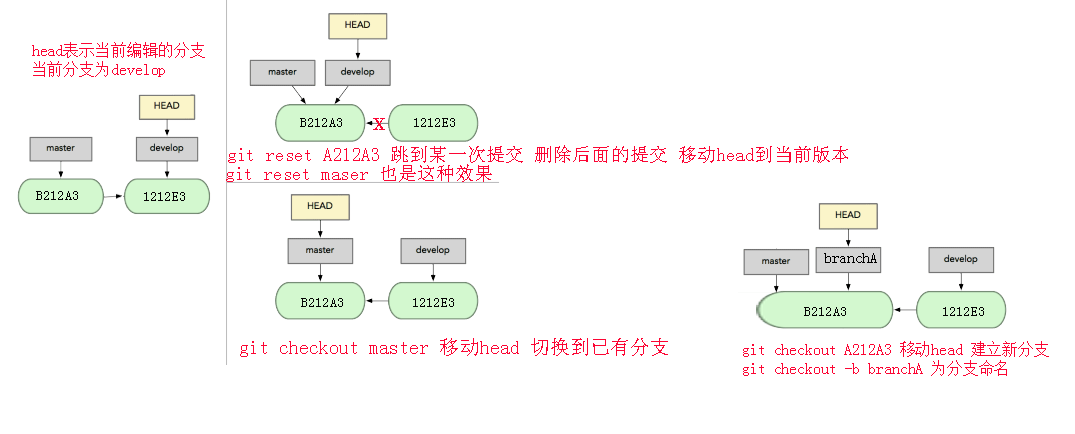 head表示当前编辑的分支
当前分支为develop
HEAD
master
develop
B212A3
1212E3
HEAD
master
develop
B212A3
X
1212E3
git reset A212A3 跳到某一次提交 删除后面的提交 移动head到当前版本
git reset maser 也是这种效果
HEAD
master
develop
B212A3
1212E3
git checkout master 移动head 切换到已有分支
HEAD
master
branchA
develop
B212A3
1212E3
git checkout A212A3 移动head 建立新分支
git checkout -b branchA 为分支命名